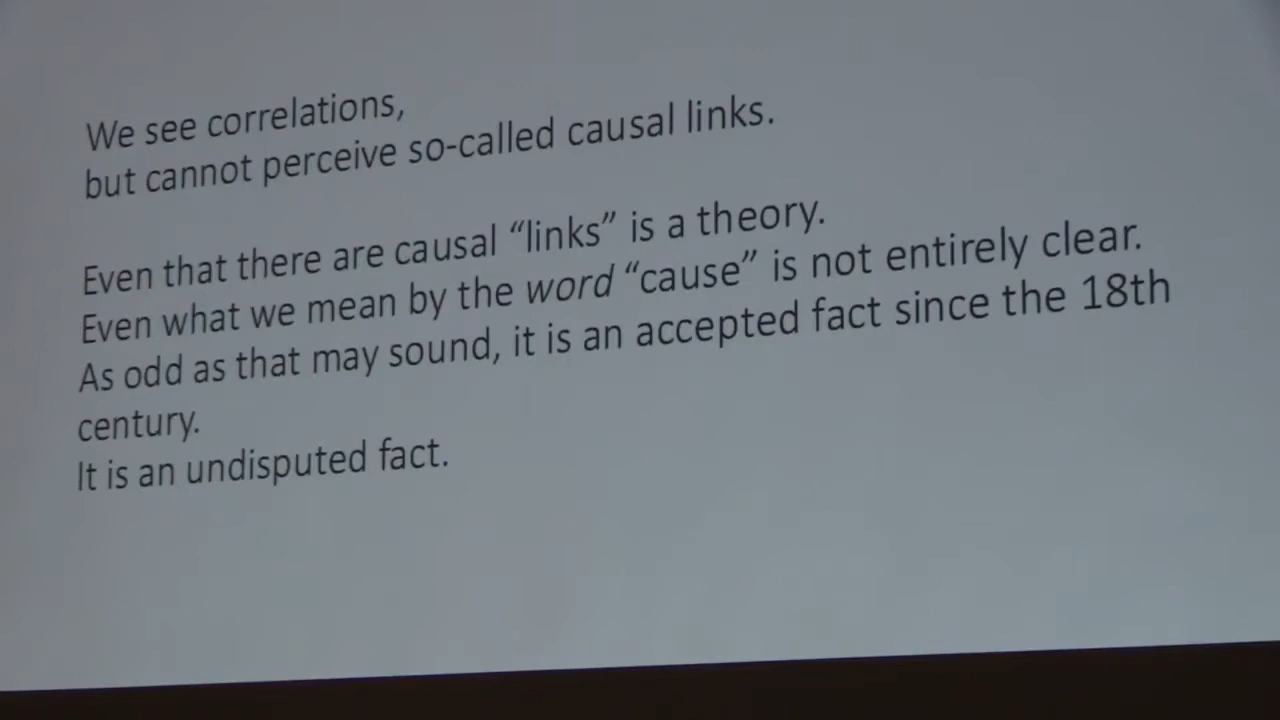 We see correlations,
but cannot perceive so-called causal links.
Even that there are causal “links” is a theory.
Even what we mean by the word “cause” is not entirely clear.
As odd as that may sound, it is an accepted fact since the 18th
century.
It is an undisputed fact.